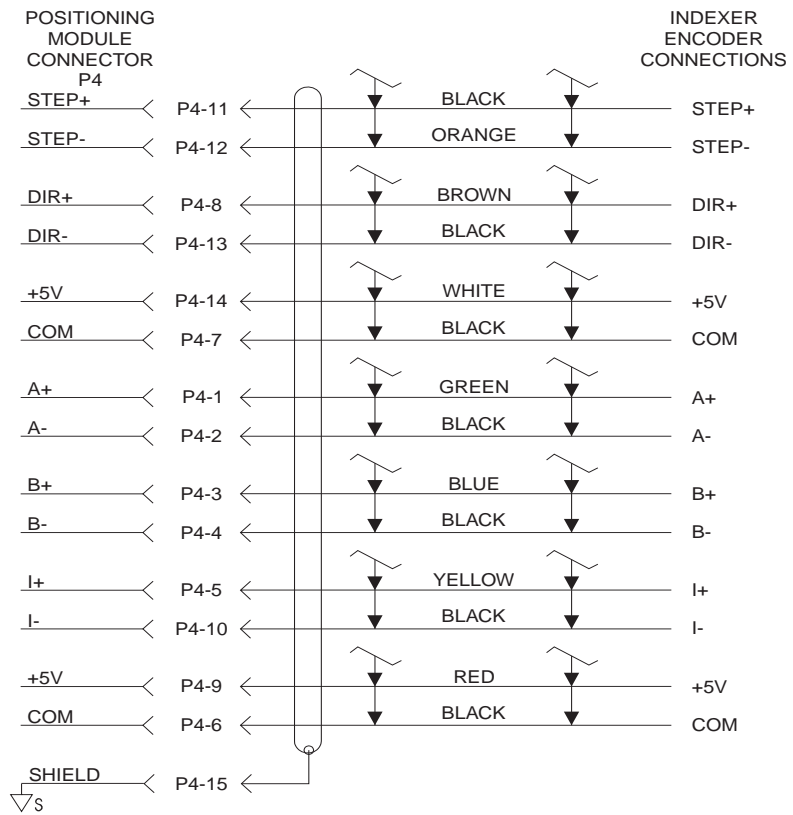 POSITIONING
MODULE
CONNECTOR
P4
INDEXER
ENCODER
CONNECTIONS
STEP+ P4-11 BLACK STEP+
STEP- P4-12 ORANGE STEP-
DIR+ P4-8 BROWN DIR+
DIR- P4-13 BLACK DIR-
+5V P4-14 WHITE +5V
COM P4-7 BLACK COM
A+ P4-1 GREEN A+
A- P4-2 BLACK A-
B+ P4-3 BLUE B+
B- P4-4 BLACK B-
I+ P4-5 YELLOW I+
I- P4-10 BLACK I-
+5V P4-9 RED +5V
COM P4-6 BLACK COM
SHIELD P4-15
S